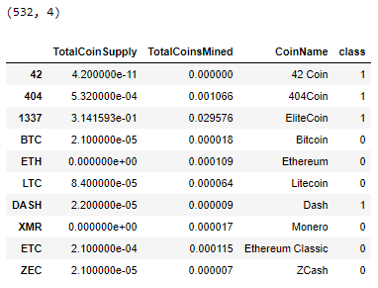 (532, 4)
TotalCoinSupply TotalCoinsMined CoinName class
42 4.200000e-11 0.000000 42 Coin 1
404 5.320000e-04 0.001066 404Coin 1
1337 3.141593e-01 0.029576 EliteCoin 1
BTC 2.100000e-05 0.000018 Bitcoin 0
ETH 0.000000e+00 0.000109 Ethereum 0
LTC 8.400000e-05 0.000064 Litecoin 0
DASH 2.200000e-05 0.000009 Dash 1
XMR 0.000000e+00 0.000017 Monero 0
ETC 2.100000e-04 0.000115 Ethereum Classic 0
ZEC 2.100000e-05 0.000007 ZCash 0